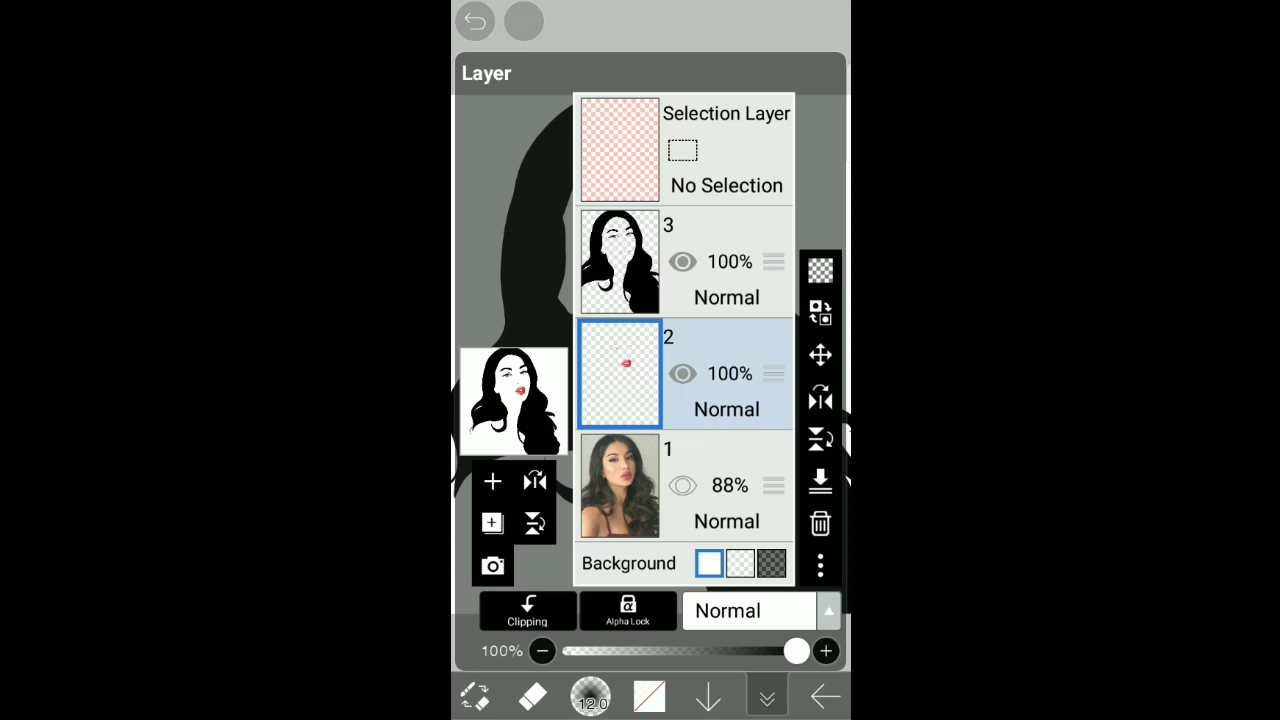 Layer
Selection Layer
No Selection
3
100%
Normal
2
100%
Normal
1
88%
Normal
Background
Clipping
α
Alpha Lock
Normal
100%
12.0